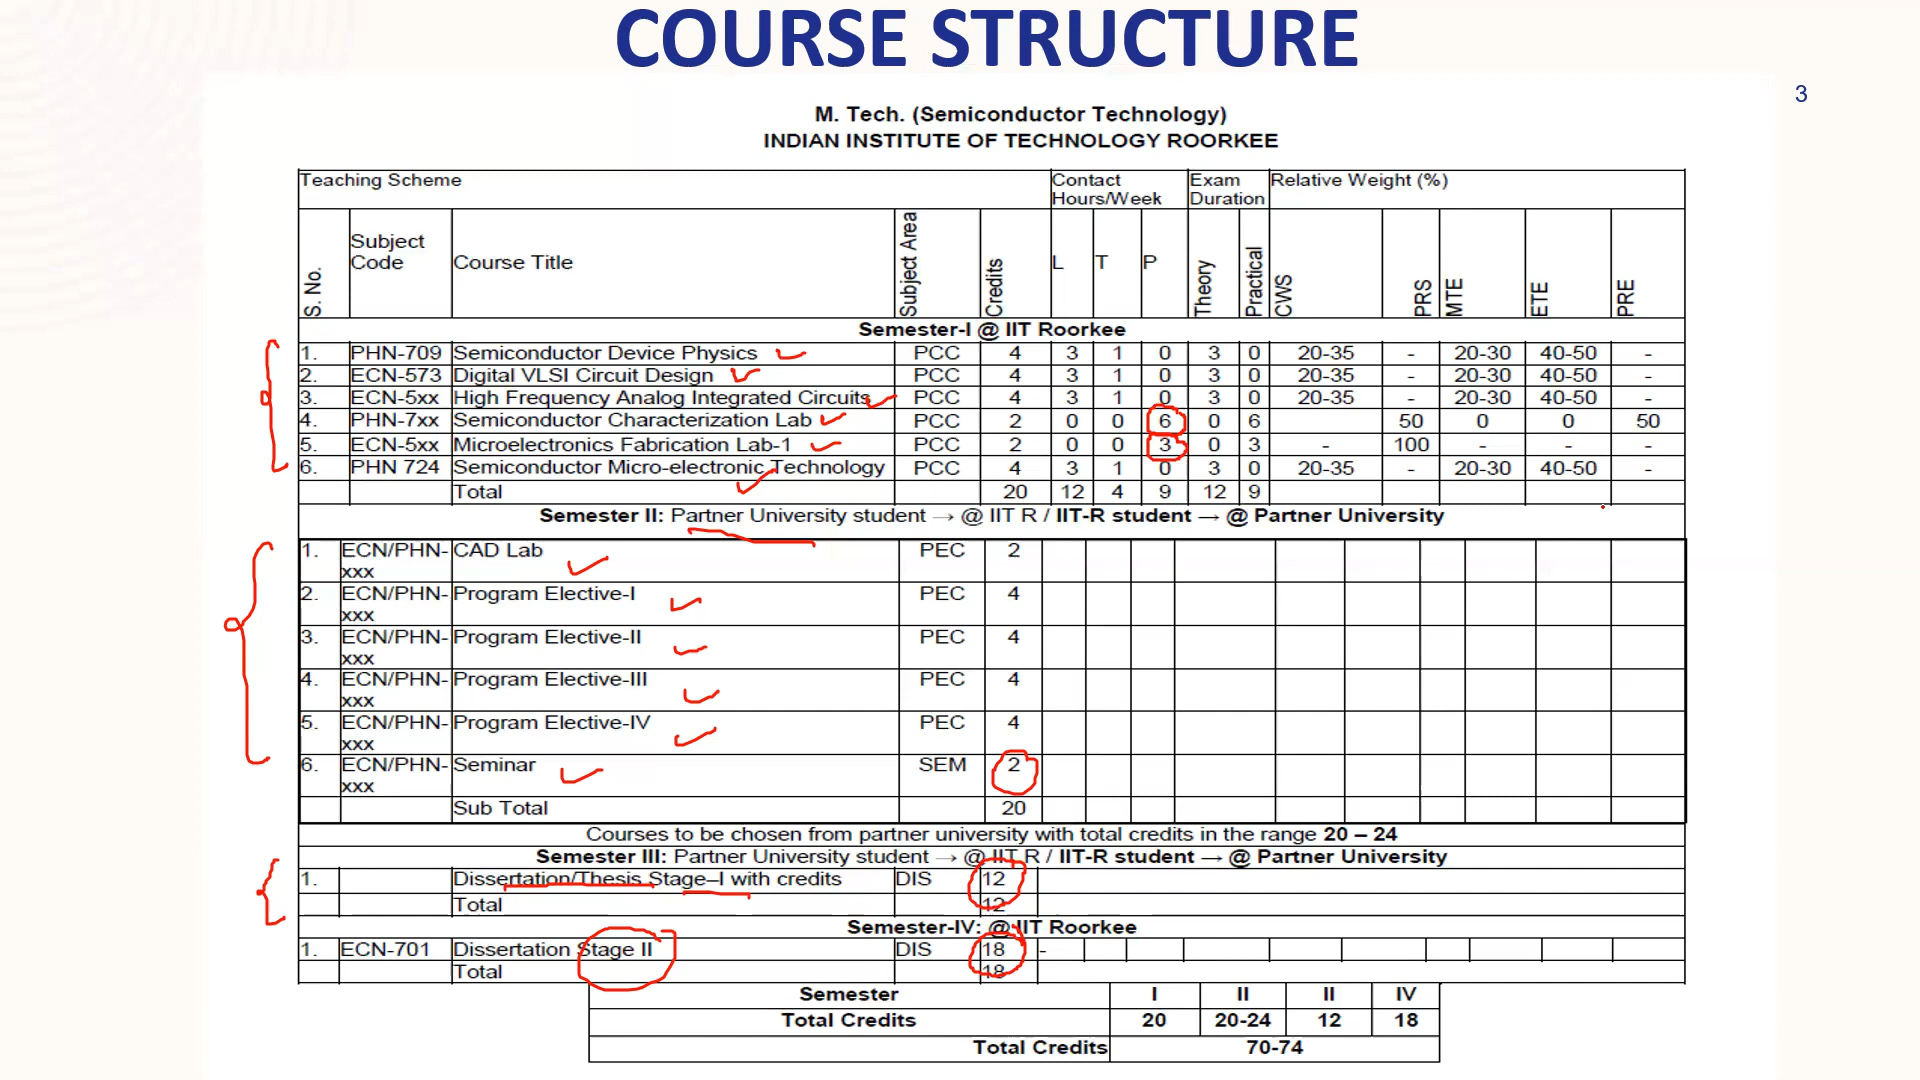 COURSE STRUCTURE
3
M. Tech. (Semiconductor Technology)
INDIAN INSTITUTE OF TECHNOLOGY ROORKEE
Teaching Scheme Contact Hours/Week Exam Duration Relative Weight (%)
S. No. Subject Code Course Title Subject Area Credits L T P Theory Practical CWS PRS MTE ETE PRE
Semester-I @ IIT Roorkee
1. PHN-709 Semiconductor Device Physics PCC 4 3 1 0 3 0 20-35 - 20-30 40-50 -
2. ECN-573 Digital VLSI Circuit Design PCC 4 3 1 0 3 0 20-35 - 20-30 40-50 -
3. ECN-5xx High Frequency Analog Integrated Circuits PCC 4 3 1 0 3 0 20-35 - 20-30 40-50 -
4. PHN-7xx Semiconductor Characterization Lab PCC 2 0 0 6 0 6 50 0 0 50
5. ECN-5xx Microelectronics Fabrication Lab-1 PCC 2 0 0 3 0 3 - 100 - - -
6. PHN 724 Semiconductor Micro-electronic Technology PCC 4 3 1 0 3 0 20-35 - 20-30 40-50 -
Total 20 12 4 9 12 9
Semester II: Partner University student → @ IIT R / IIT-R student → @ Partner University
1. ECN/PHN-xxx CAD Lab PEC 2
2. ECN/PHN-xxx Program Elective-I PEC 4
3. ECN/PHN-xxx Program Elective-II PEC 4
4. ECN/PHN-xxx Program Elective-III PEC 4
5. ECN/PHN-xxx Program Elective-IV PEC 4
6. ECN/PHN-xxx Seminar SEM 2
Sub Total 20
Courses to be chosen from partner university with total credits in the range 20 – 24
Semester III: Partner University student → @ IIT R / IIT-R student → @ Partner University
1. Dissertation/Thesis Stage–I with credits DIS 12
Total 12
Semester-IV: @ IIT Roorkee
1. ECN-701 Dissertation Stage II DIS 18 -
Total 18
Semester I II II IV
Total Credits 20 20-24 12 18
Total Credits 70-74